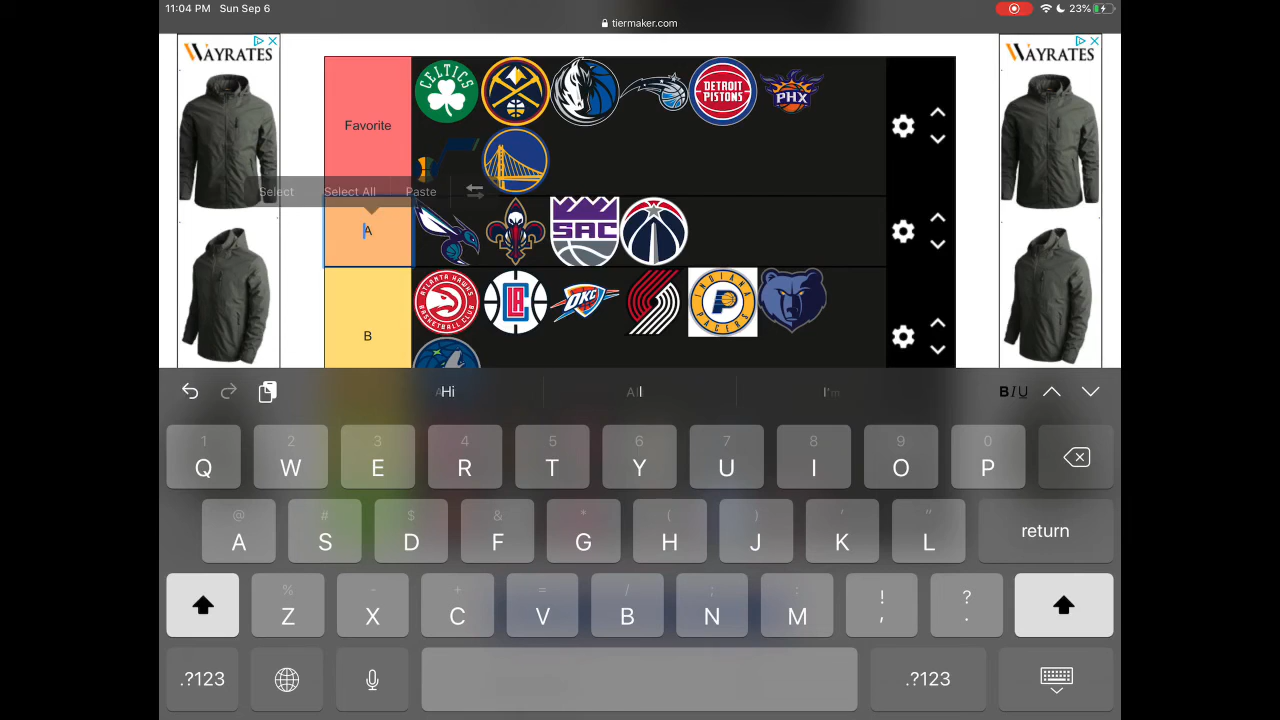 11:04 PM Sun Sep 6
23%
tiermaker.com
WAYRATES
WAYRATES
Favorite
CELTICS
DETROIT
PISTONS
PHX
Select
Select All
Paste
A
SAC
B
ATLANTA HAWKS
BASKETBALL CLUB
LA
OKC
INDIANA
PACERS
Hi
I
I'm
BIU
1 2 3 4 5 6 7 8 9 0
Q W E R T Y U I O P
@ # $ & * ( ) ' "
A S D F G H J K L return
% - + = / ; : ! ?
Z X C V B N M , .
.?123 .?123